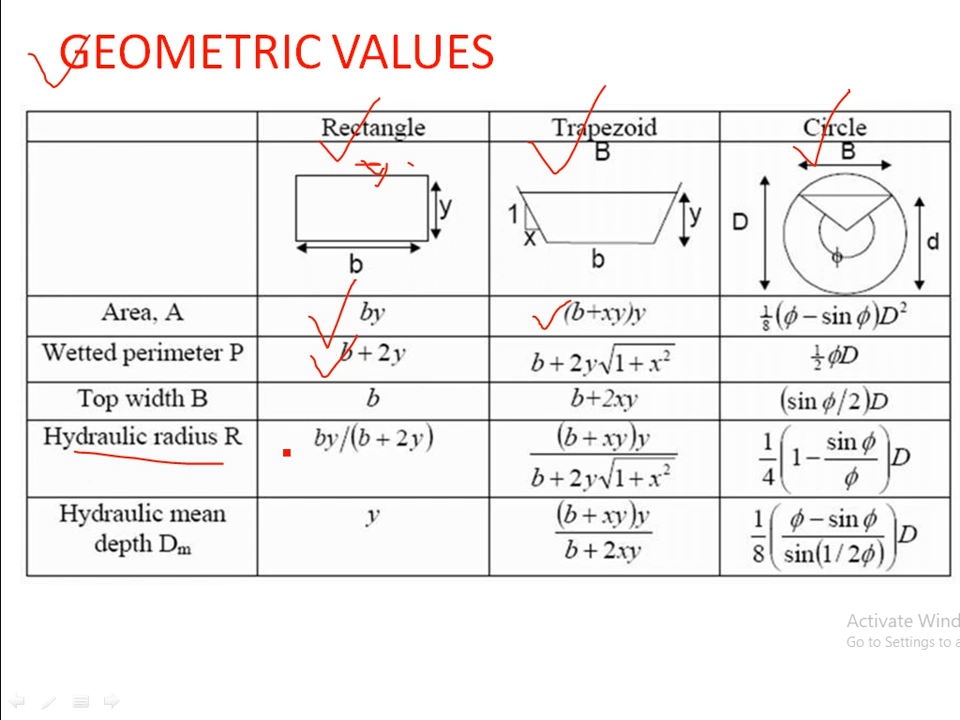 GEOMETRIC VALUES
Rectangle Trapezoid Circle
B B
y 1 x y D d
b b ϕ
Area, A by (b+xy)y 1/8(ϕ − sin ϕ)D²
Wetted perimeter P b + 2y b + 2y√1 + x² 1/2 ϕD
Top width B b b+2xy (sin ϕ/2)D
Hydraulic radius R by/(b + 2y) (b + xy)y / b + 2y√1 + x² 1/4 (1 − sin ϕ / ϕ) D
Hydraulic mean depth Dm y (b + xy)y / b + 2xy 1/8 (ϕ − sin ϕ / sin(1/2ϕ)) D
Activate Wind
Go to Settings to a